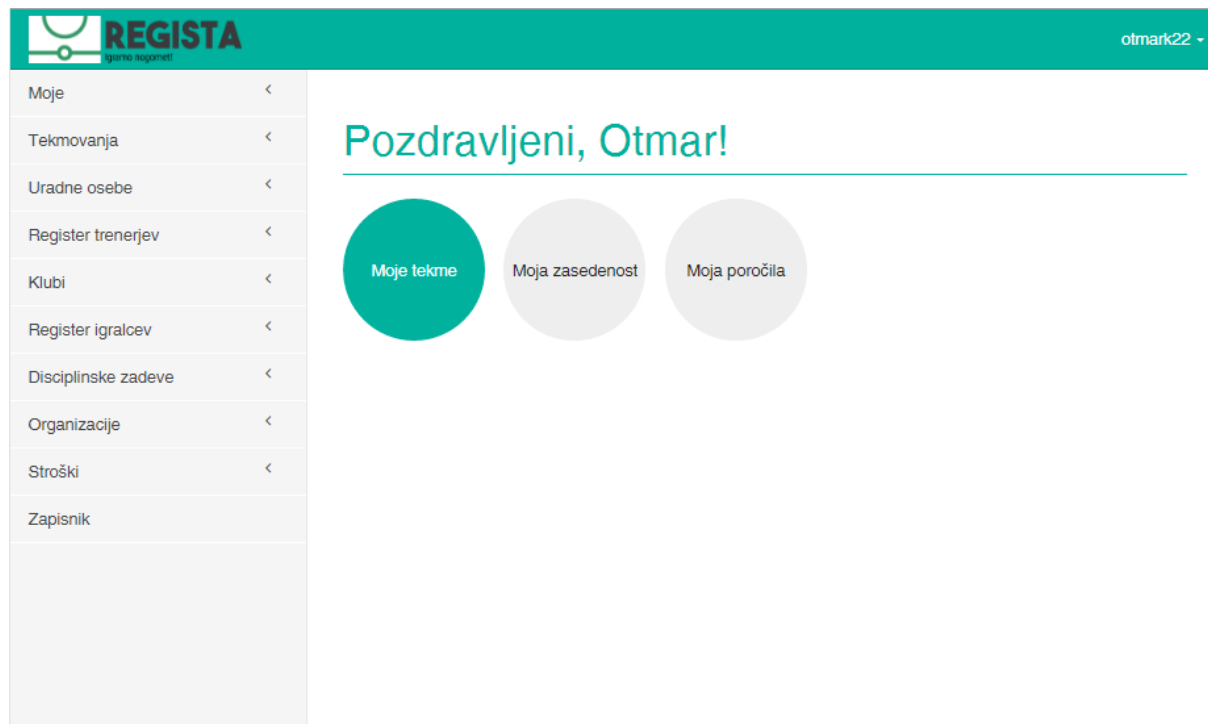 REGISTA
Igramo nogomet!
otmark22
Moje
Tekmovanja
Uradne osebe
Register trenerjev
Klubi
Register igralcev
Disciplinske zadeve
Organizacije
Stroški
Zapisnik
Pozdravljeni, Otmar!
Moje tekme
Moja zasedenost
Moja poročila